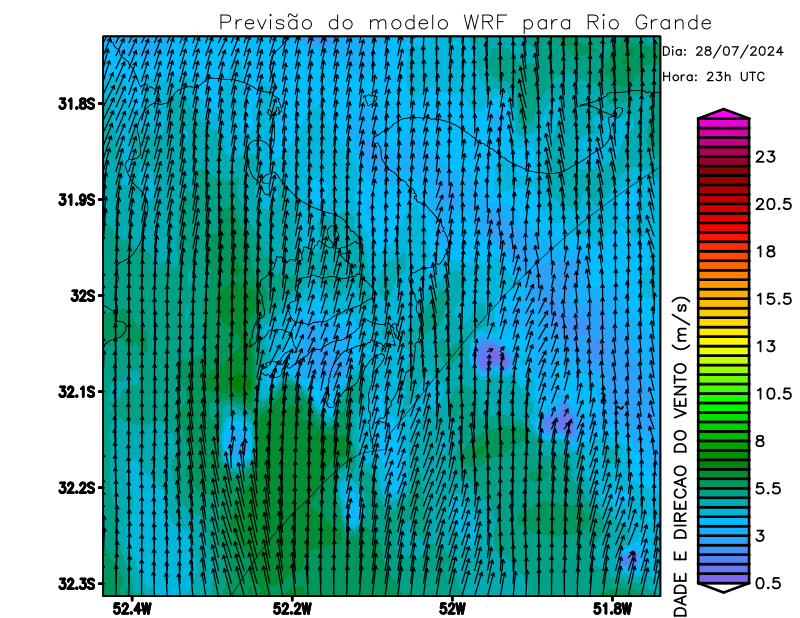 Previsão do modelo WRF para Rio Grande
Dia: 28/07/2024
Hora: 23h UTC
31.8S
31.9S
32S
32.1S
32.2S
32.3S
52.4W
52.2W
52W
51.8W
23
20.5
18
15.5
13
10.5
8
5.5
3
0.5
DADE E DIRECAO DO VENTO (m/s)